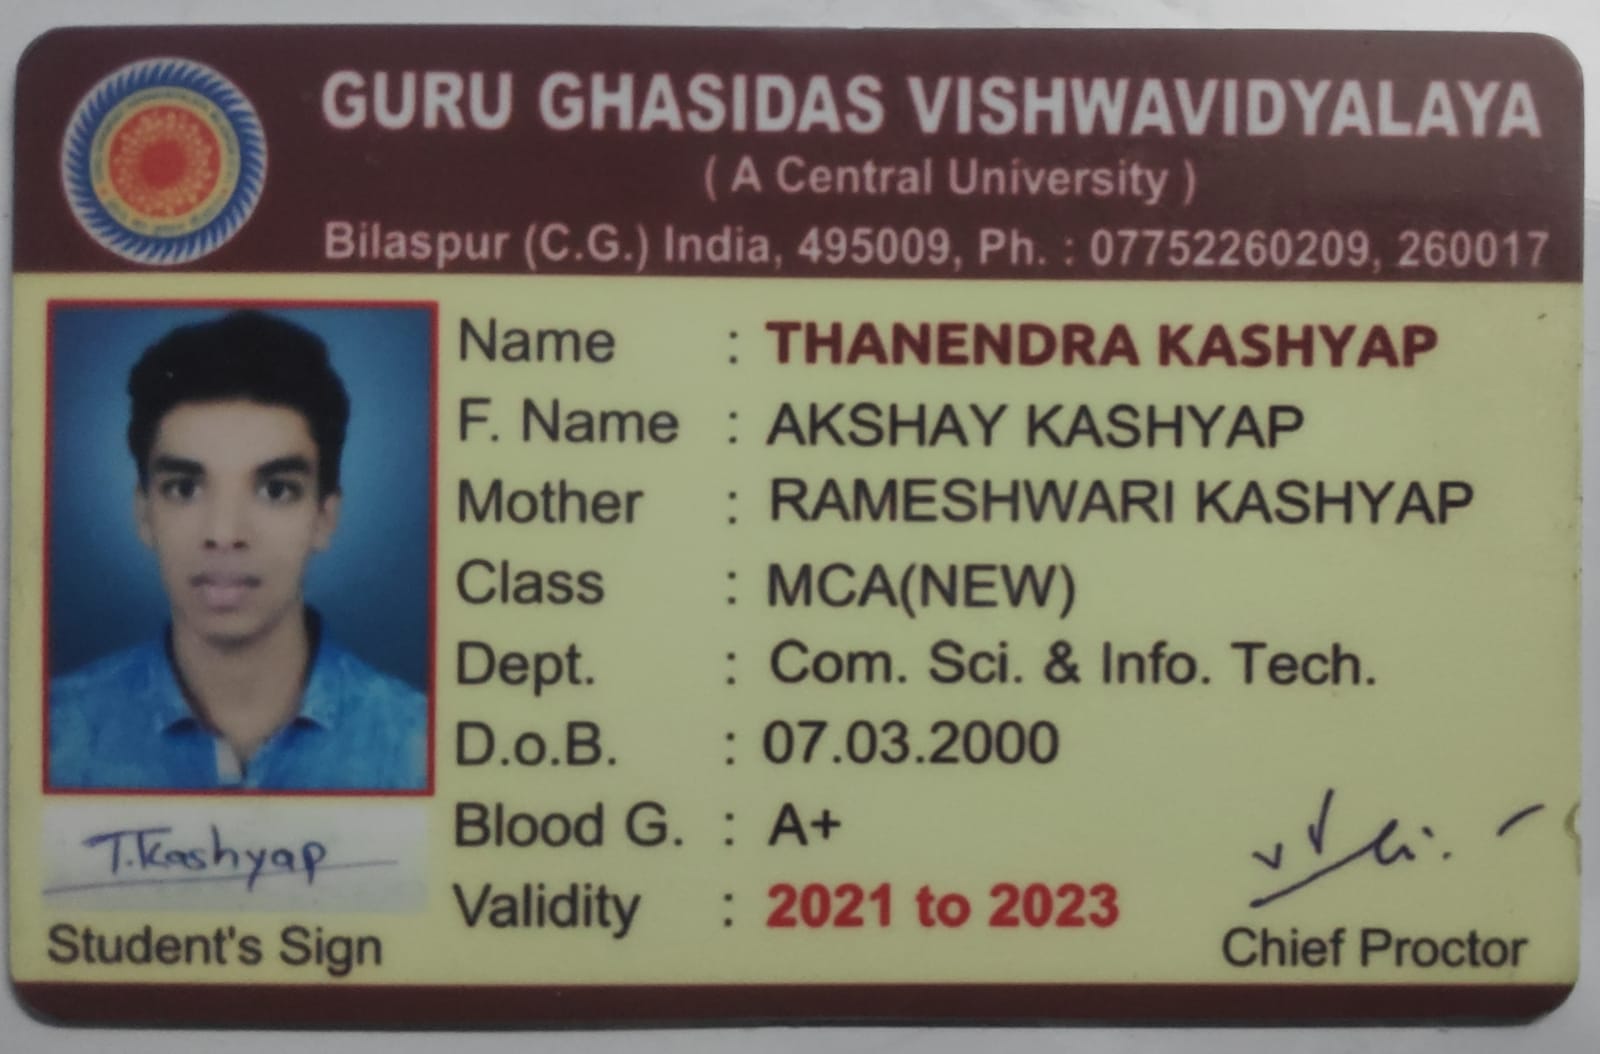 GURU GHASIDAS VISHWAVIDYALAYA
( A Central University )
Bilaspur (C.G.) India, 495009, Ph. : 07752260209, 260017
Name : THANENDRA KASHYAP
F. Name : AKSHAY KASHYAP
Mother : RAMESHWARI KASHYAP
Class : MCA(NEW)
Dept. : Com. Sci. & Info. Tech.
D.o.B. : 07.03.2000
Blood G. : A+
Validity : 2021 to 2023
T.Kashyap
Student's Sign
Chief Proctor